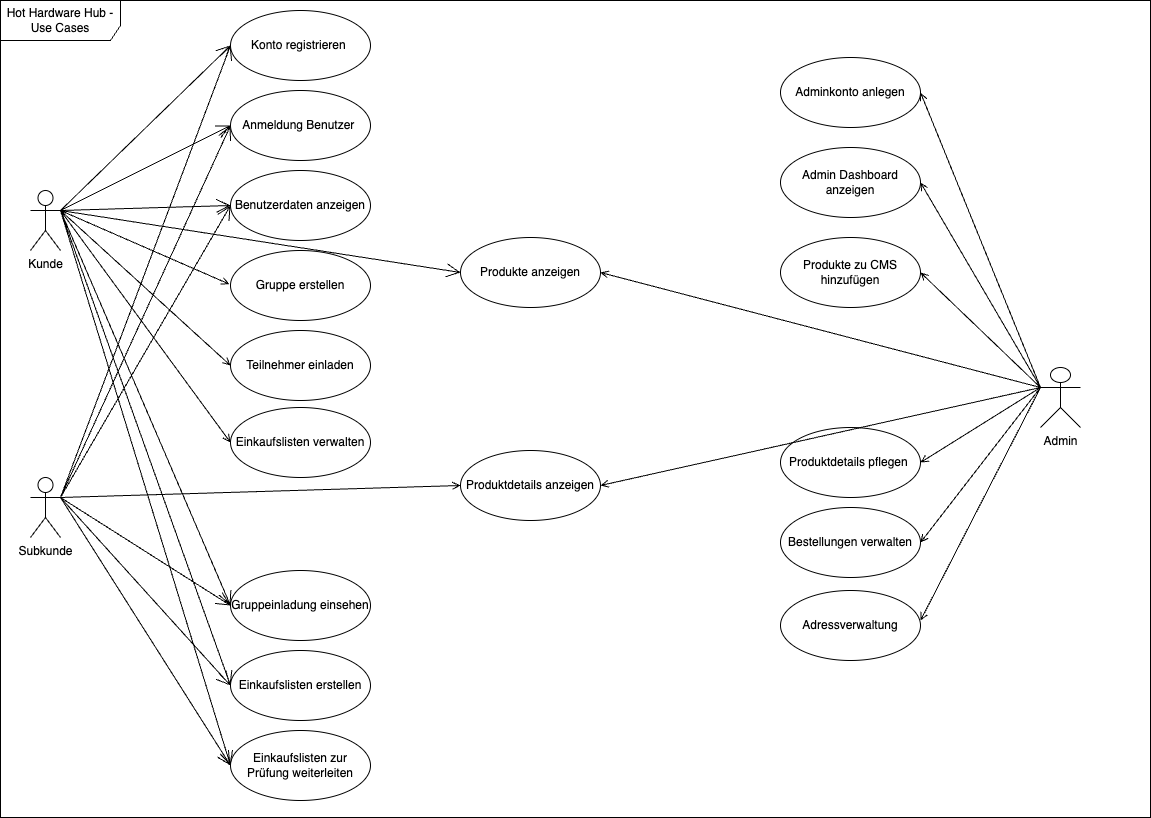 Hot Hardware Hub -
Use Cases
Konto registrieren
Anmeldung Benutzer
Benutzerdaten anzeigen
Gruppe erstellen
Teilnehmer einladen
Einkaufslisten verwalten
Gruppeinladung einsehen
Einkaufslisten erstellen
Einkaufslisten zur
Prüfung weiterleiten
Kunde
Subkunde
Produkte anzeigen
Produktdetails anzeigen
Adminkonto anlegen
Admin Dashboard
anzeigen
Produkte zu CMS
hinzufügen
Produktdetails pflegen
Bestellungen verwalten
Adressverwaltung
Admin